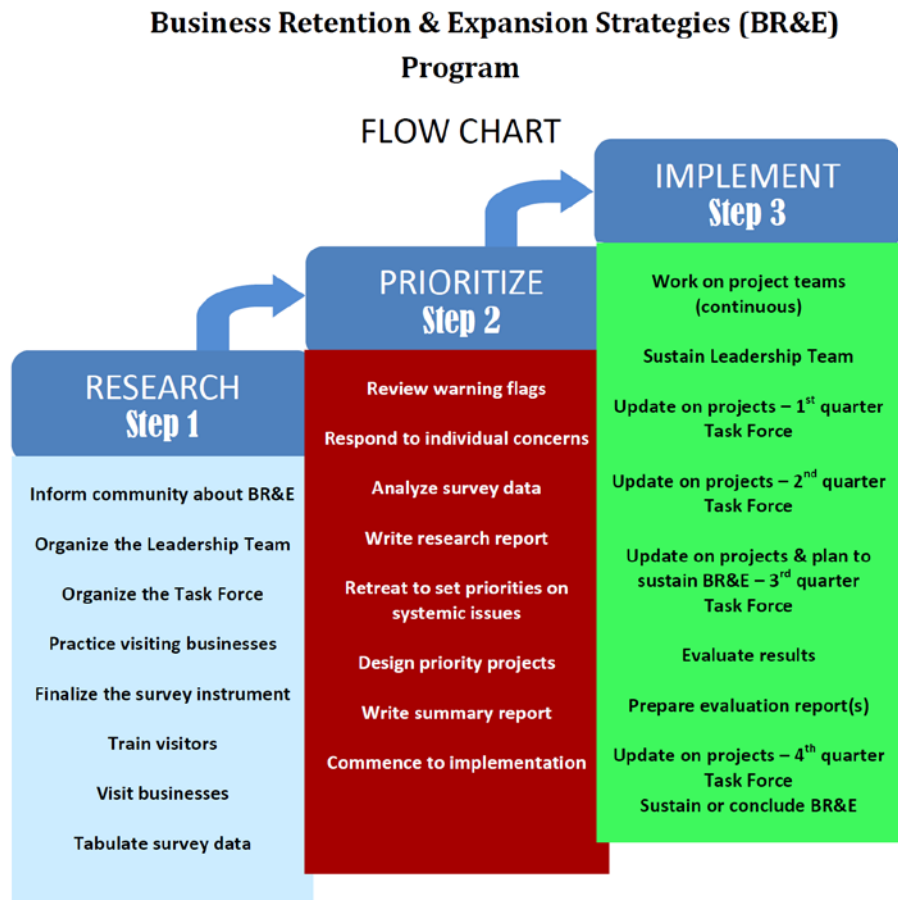 Business Retention & Expansion Strategies (BR&E)
Program
FLOW CHART
RESEARCH
Step 1
Inform community about BR&E
Organize the Leadership Team
Organize the Task Force
Practice visiting businesses
Finalize the survey instrument
Train visitors
Visit businesses
Tabulate survey data
PRIORITIZE
Step 2
Review warning flags
Respond to individual concerns
Analyze survey data
Write research report
Retreat to set priorities on
systemic issues
Design priority projects
Write summary report
Commence to implementation
IMPLEMENT
Step 3
Work on project teams
(continuous)
Sustain Leadership Team
Update on projects – 1st quarter
Task Force
Update on projects – 2nd quarter
Task Force
Update on projects & plan to
sustain BR&E – 3rd quarter
Task Force
Evaluate results
Prepare evaluation report(s)
Update on projects – 4th quarter
Task Force
Sustain or conclude BR&E